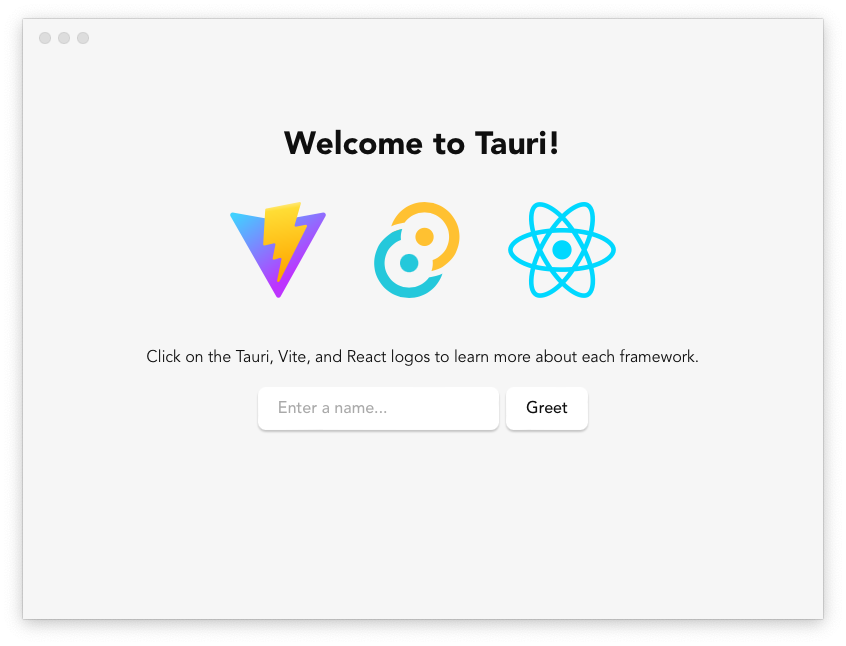 Welcome to Tauri!
Click on the Tauri, Vite, and React logos to learn more about each framework.
Enter a name...
Greet